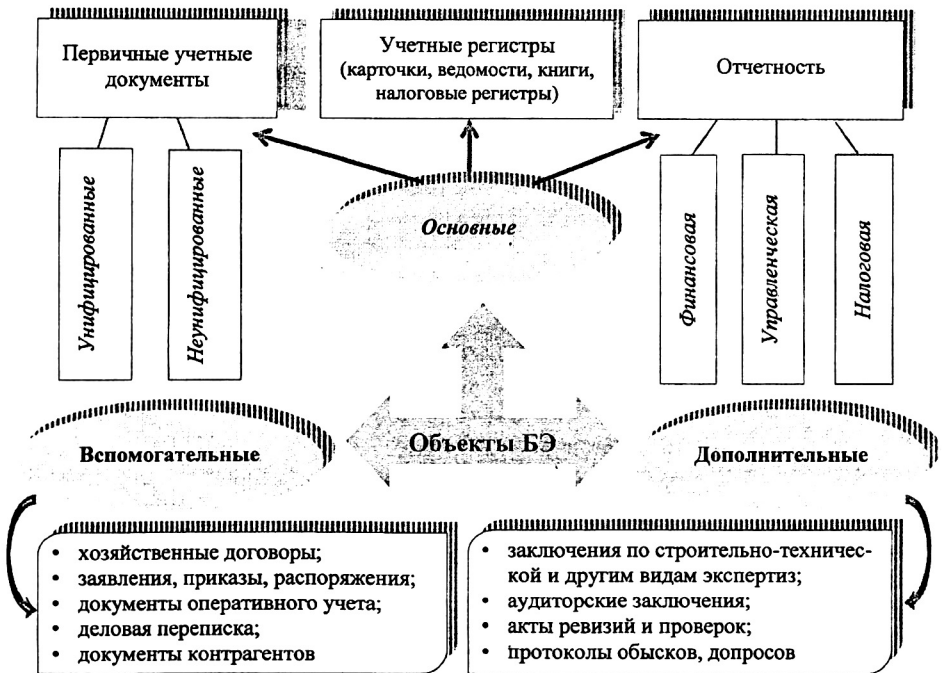 Первичные учетные
документы
Учетные регистры
(карточки, ведомости, книги,
налоговые регистры)
Отчетность
Унифицированные
Неунифицированные
Основные
Финансовая
Управленческая
Налоговая
Вспомогательные
Объекты БЭ
Дополнительные
• хозяйственные договоры;
• заявления, приказы, распоряжения;
• документы оперативного учета;
• деловая переписка;
• документы контрагентов
• заключения по строительно-техничес-
кой и другим видам экспертиз;
• аудиторские заключения;
• акты ревизий и проверок;
• протоколы обысков, допросов